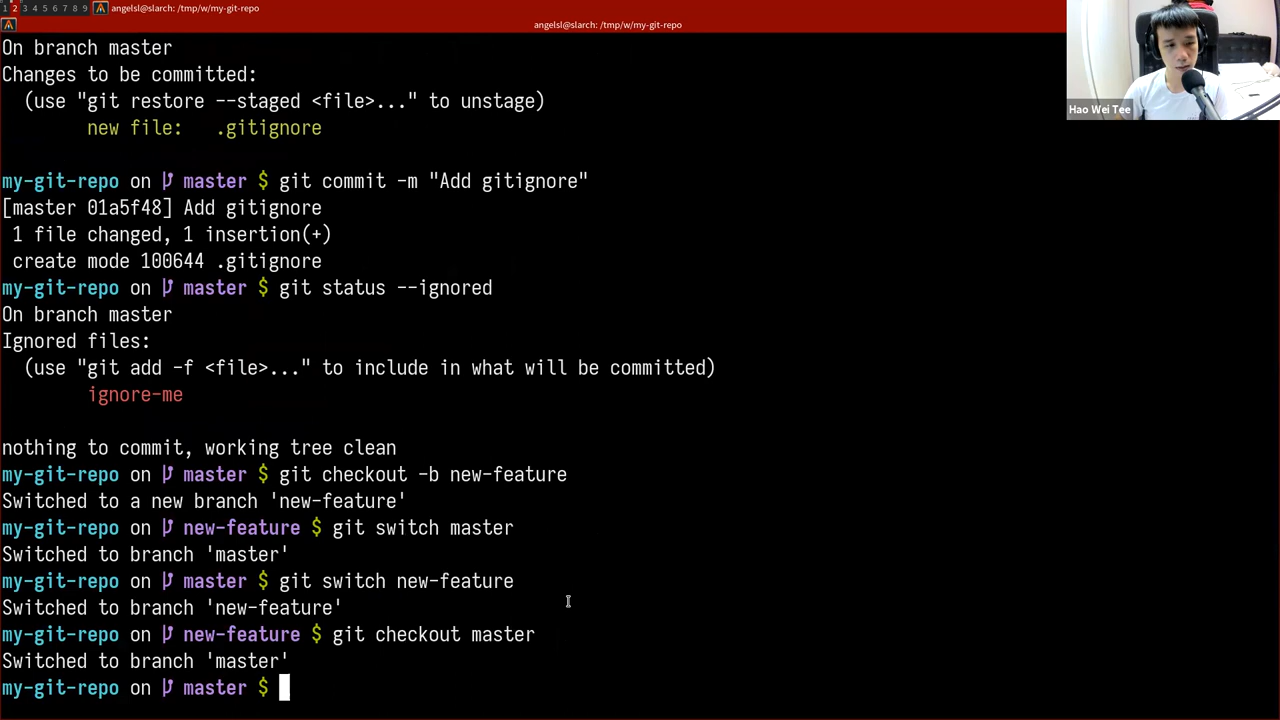 1 2 3 4 5 6 7 8 9 angelsl@slarch: /tmp/w/my-git-repo
angelsl@slarch: /tmp/w/my-git-repo
Hao Wei Tee
On branch master
Changes to be committed:
  (use "git restore --staged <file>..." to unstage)
        new file:   .gitignore
my-git-repo on master $ git commit -m "Add gitignore"
[master 01a5f48] Add gitignore
 1 file changed, 1 insertion(+)
 create mode 100644 .gitignore
my-git-repo on master $ git status --ignored
On branch master
Ignored files:
  (use "git add -f <file>..." to include in what will be committed)
        ignore-me
nothing to commit, working tree clean
my-git-repo on master $ git checkout -b new-feature
Switched to a new branch 'new-feature'
my-git-repo on new-feature $ git switch master
Switched to branch 'master'
my-git-repo on master $ git switch new-feature
Switched to branch 'new-feature'
my-git-repo on new-feature $ git checkout master
Switched to branch 'master'
my-git-repo on master $